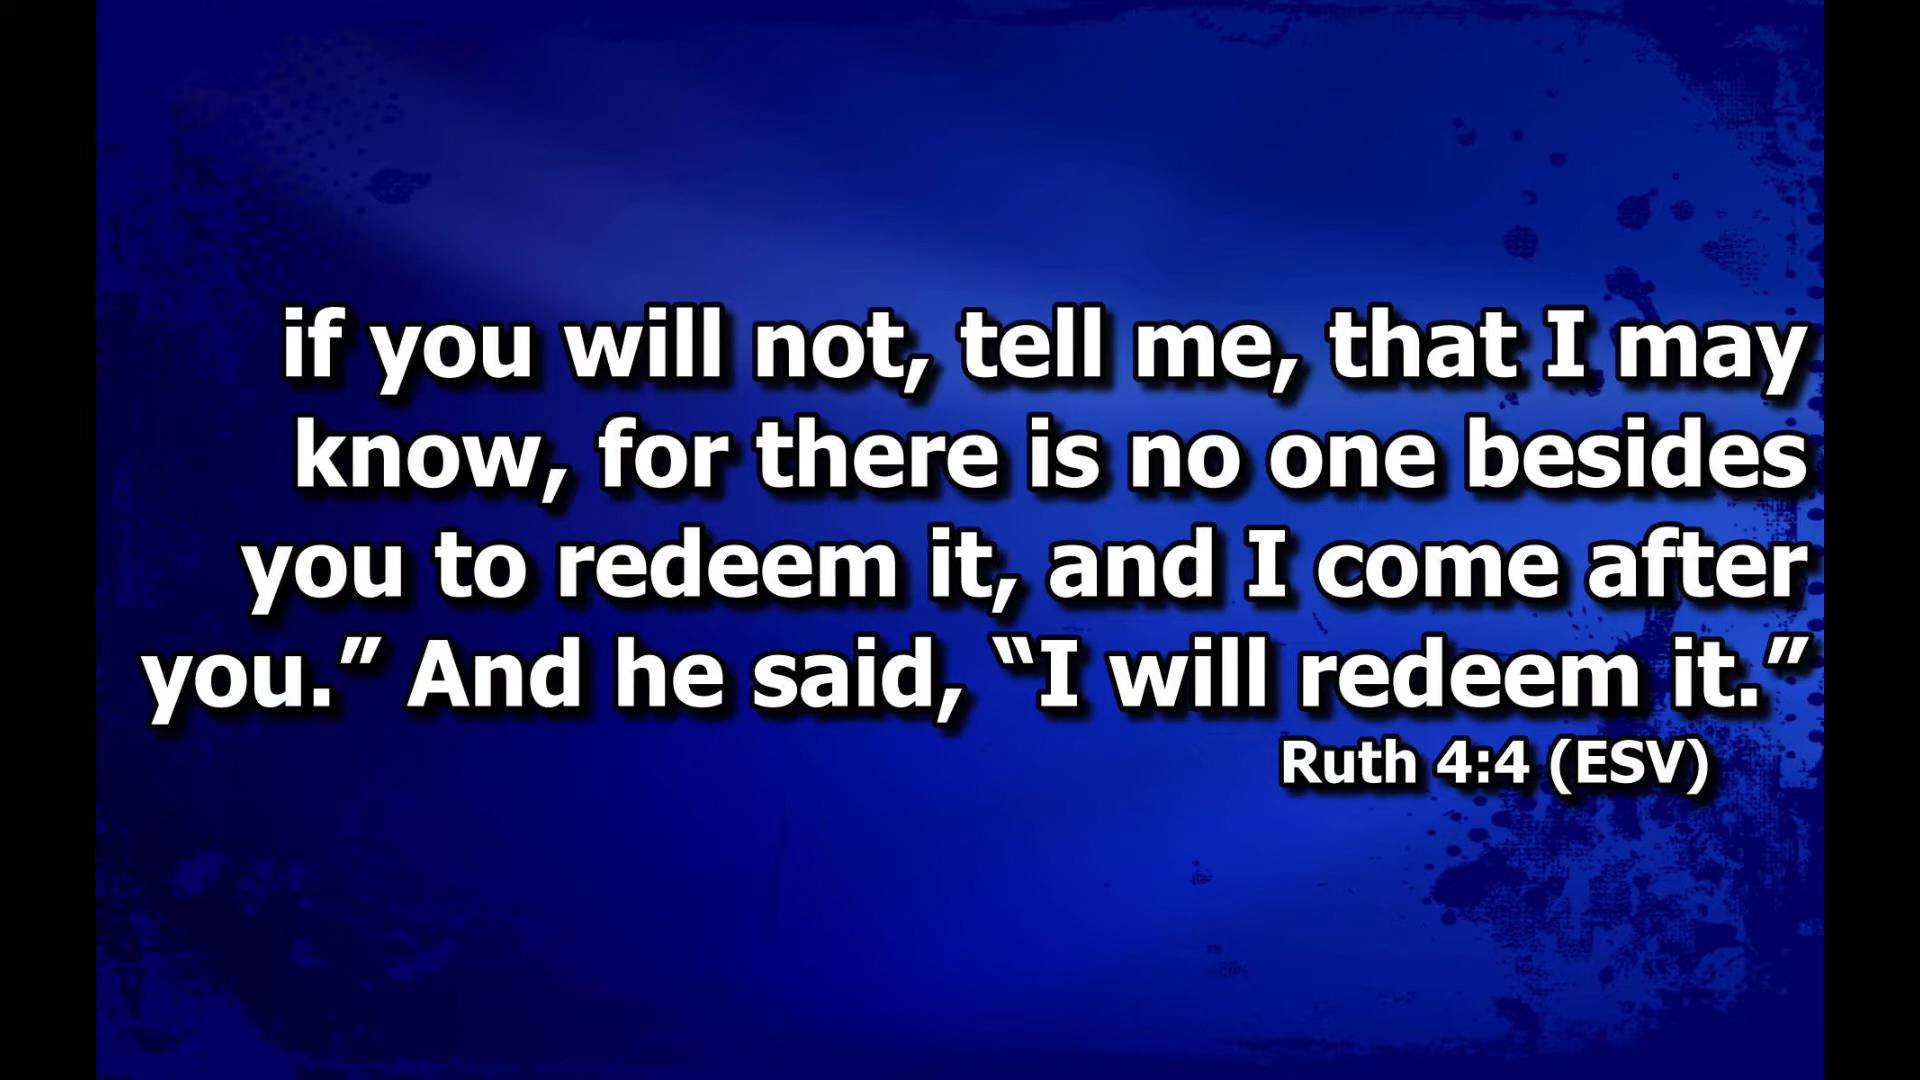 if you will not, tell me, that I may
know, for there is no one besides
you to redeem it, and I come after
you.” And he said, “I will redeem it.”
Ruth 4:4 (ESV)